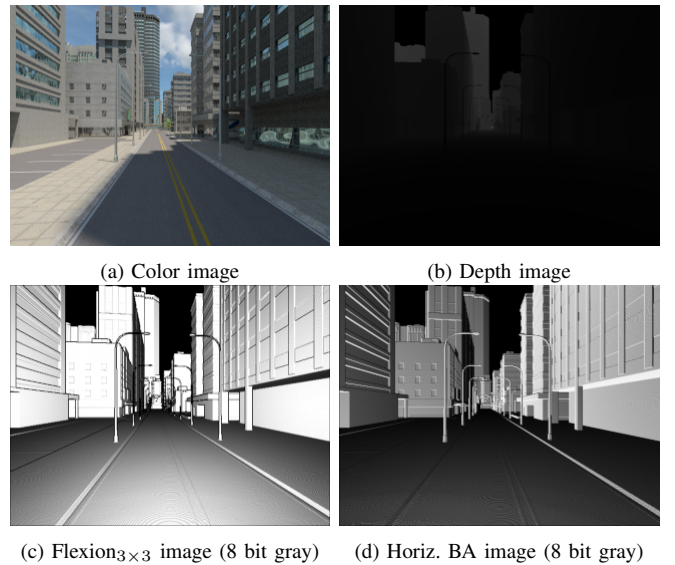 (a) Color image
(b) Depth image
(c) Flexion3×3 image (8 bit gray)
(d) Horiz. BA image (8 bit gray)